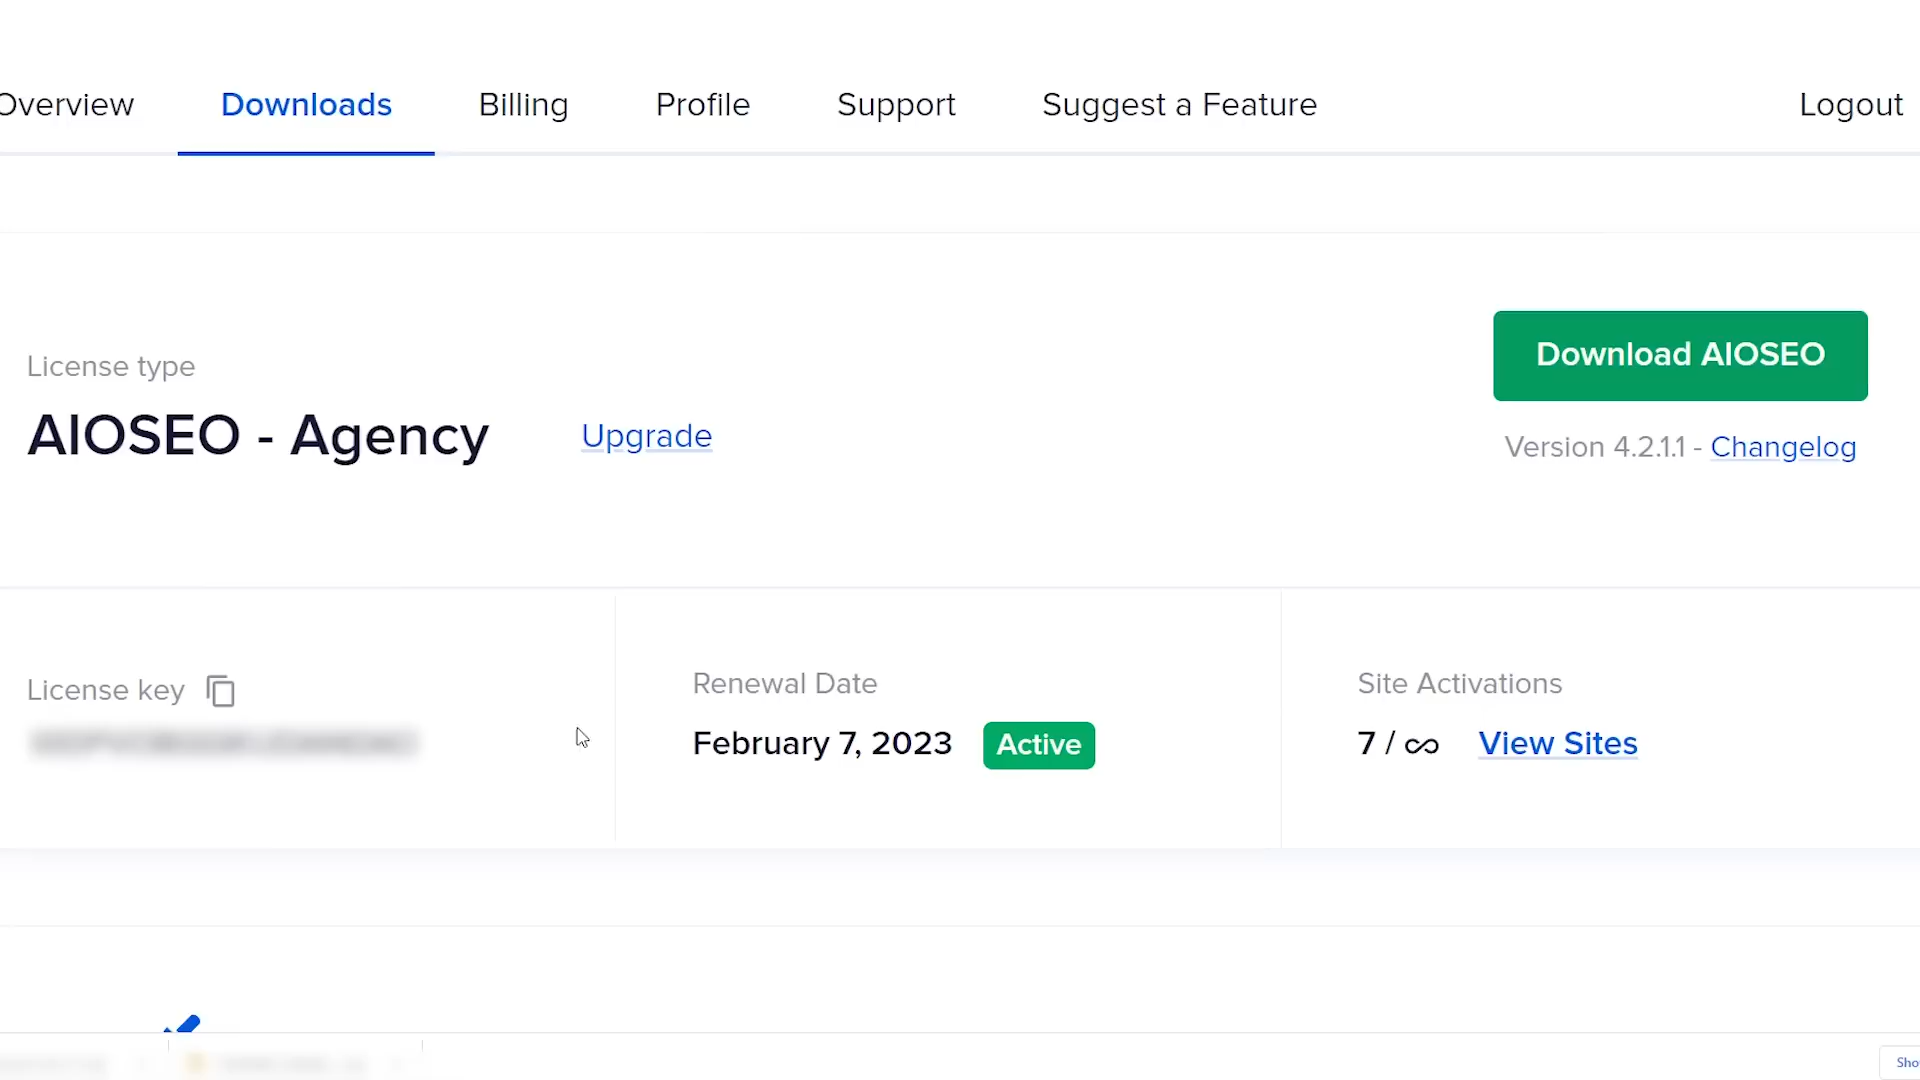 Overview Downloads Billing Profile Support Suggest a Feature Logout
License type
AIOSEO - Agency Upgrade
Download AIOSEO
Version 4.2.1.1 - Changelog
License key
Renewal Date
February 7, 2023 Active
Site Activations
7 / ∞ View Sites